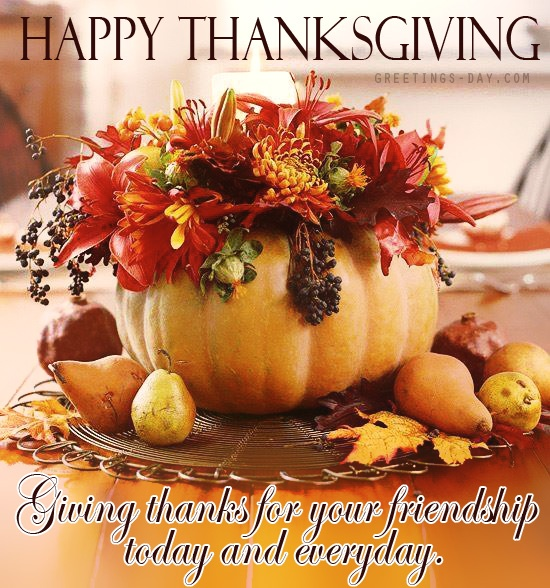 HAPPY THANKSGIVING
GREETINGS-DAY.COM
Giving thanks for your friendship
today and everyday.